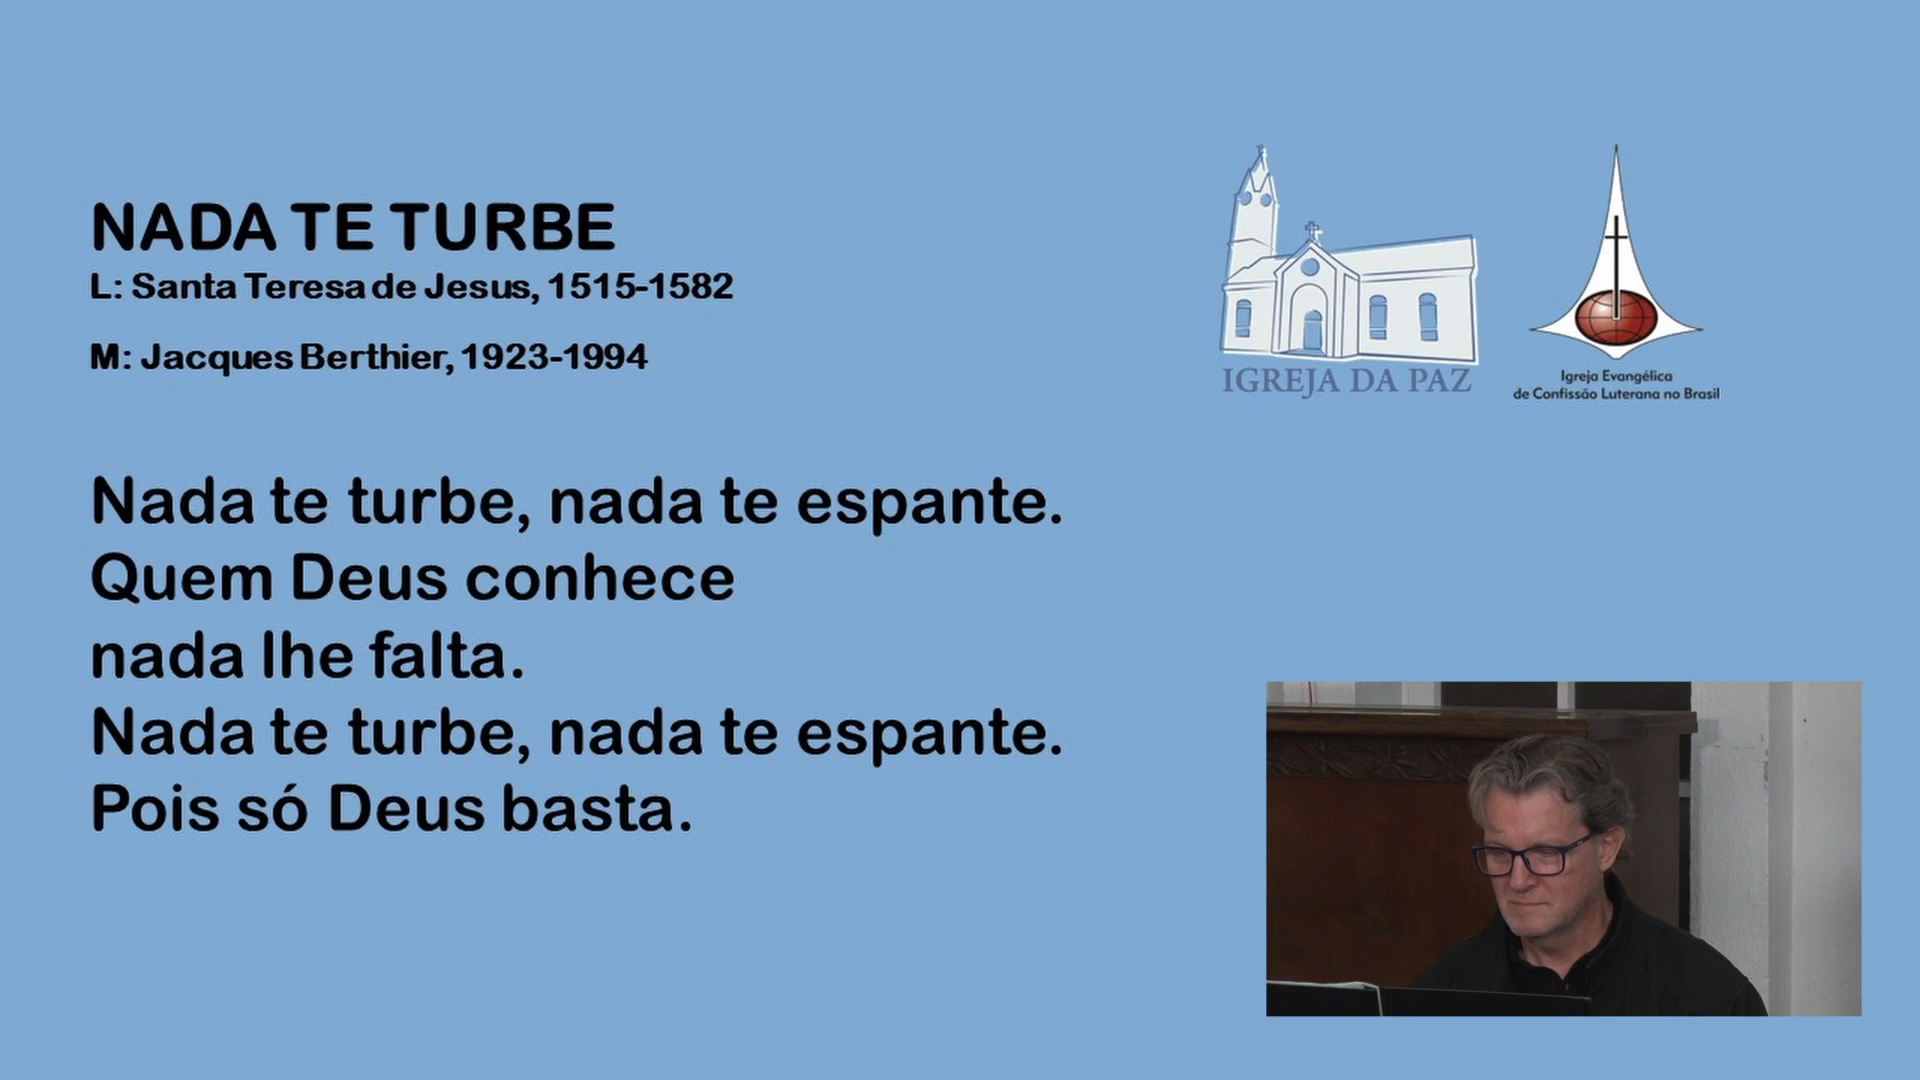 NADA TE TURBE
L: Santa Teresa de Jesus, 1515-1582
M: Jacques Berthier, 1923-1994
IGREJA DA PAZ
Igreja Evangélica
de Confissão Luterana no Brasil
Nada te turbe, nada te espante.
Quem Deus conhece
nada lhe falta.
Nada te turbe, nada te espante.
Pois só Deus basta.